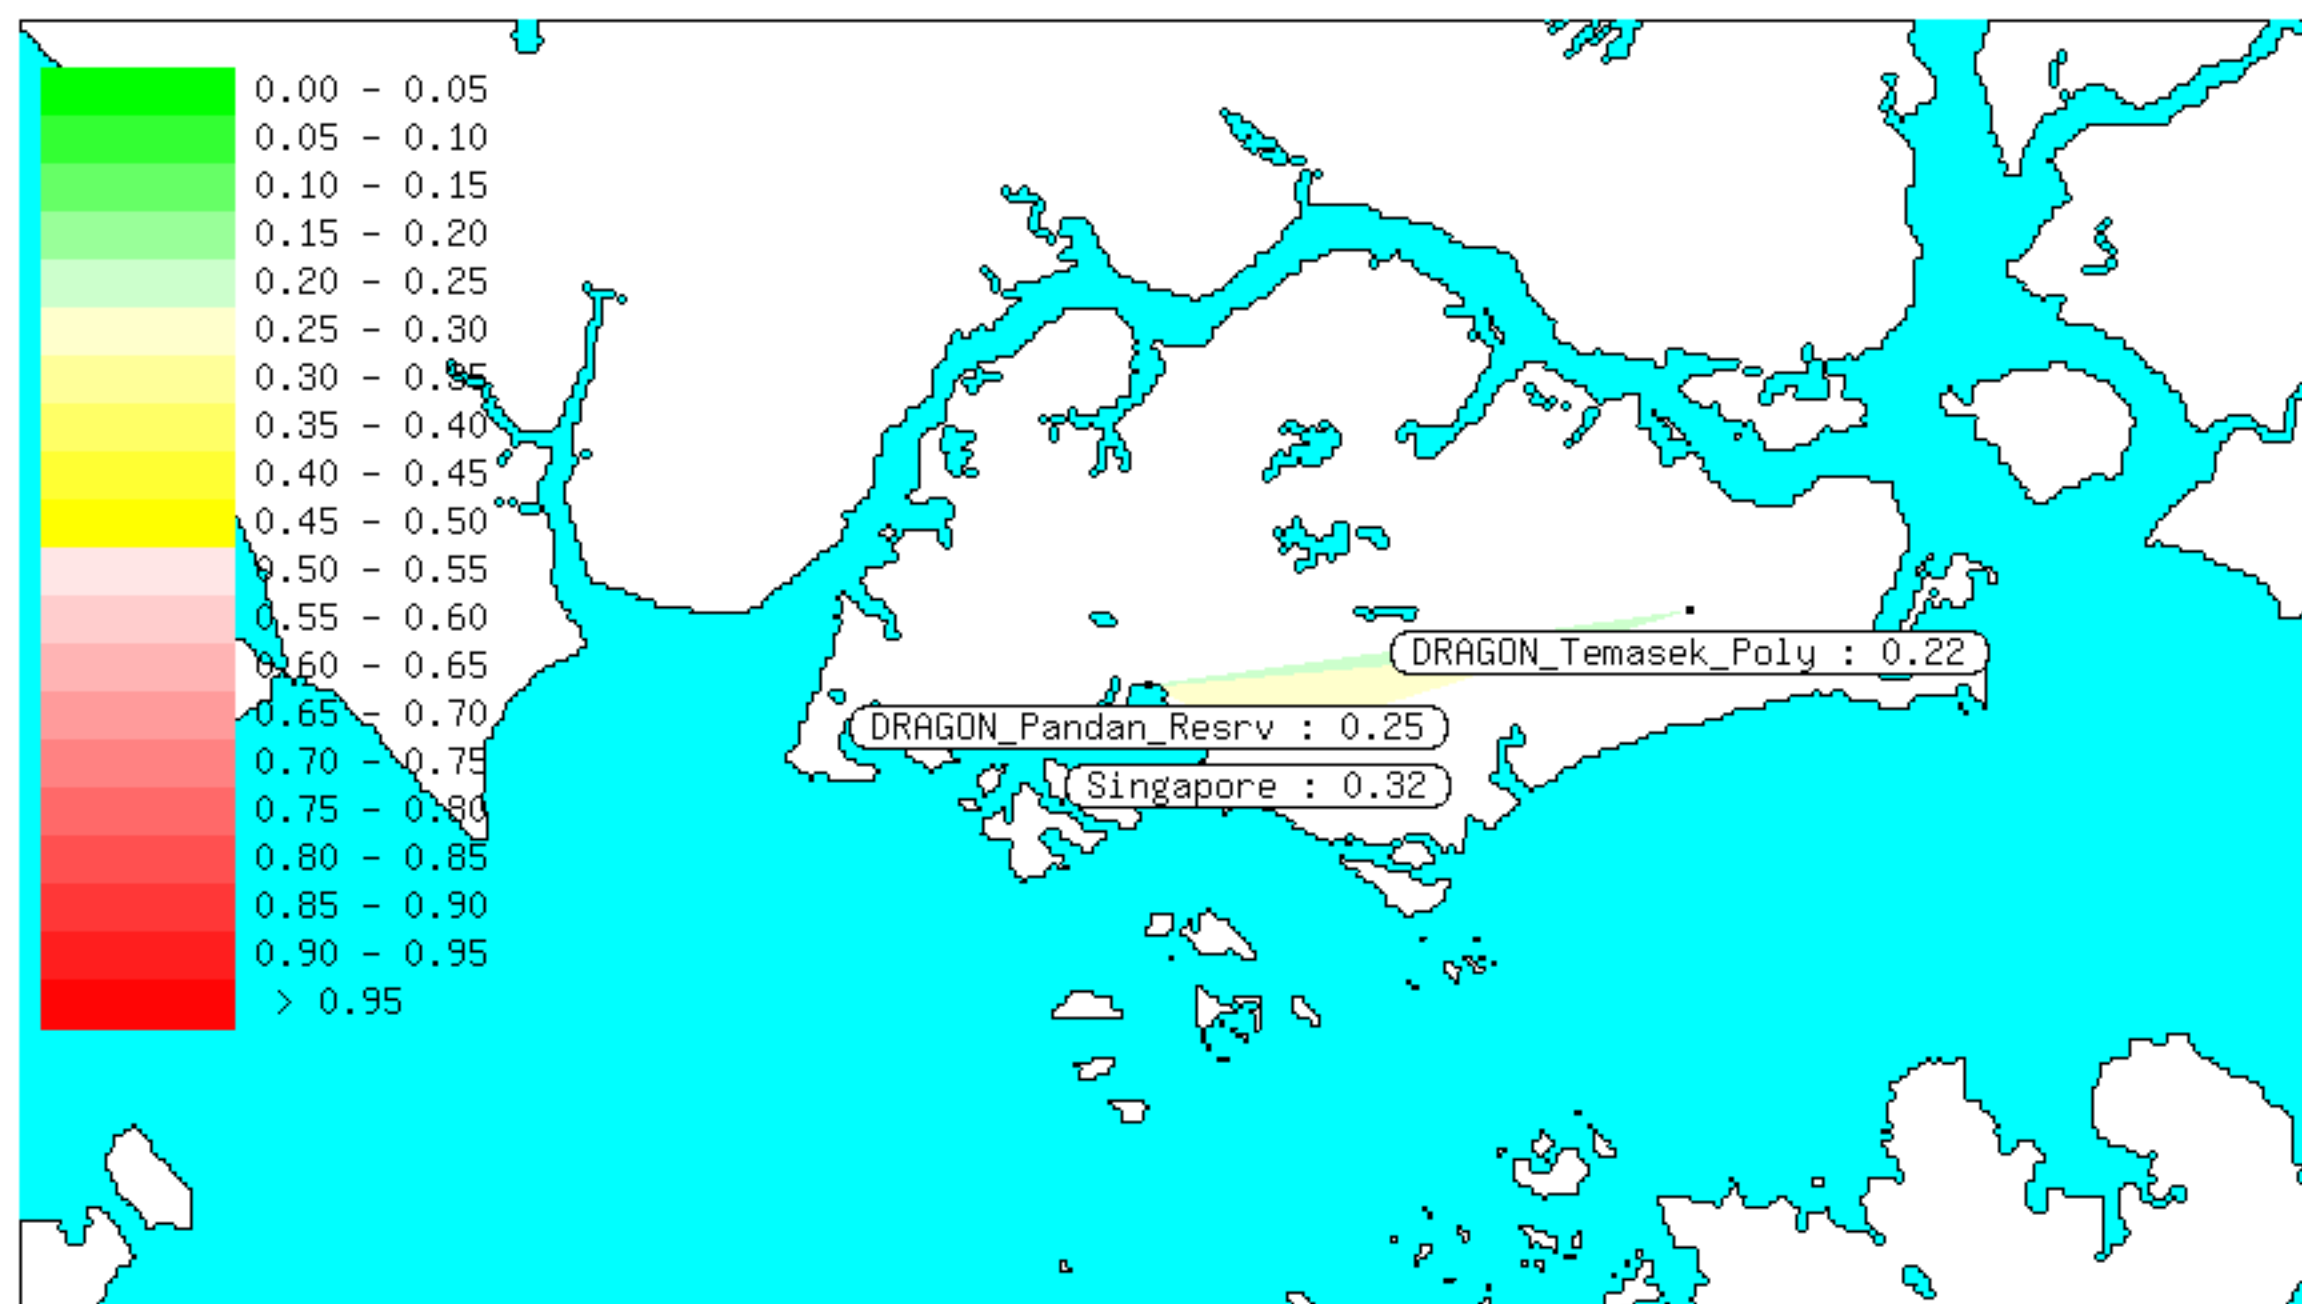 0.00 - 0.05
0.05 - 0.10
0.10 - 0.15
0.15 - 0.20
0.20 - 0.25
0.25 - 0.30
0.30 - 0.35
0.35 - 0.40
0.40 - 0.45
0.45 - 0.50
0.50 - 0.55
0.55 - 0.60
0.60 - 0.65
0.65 - 0.70
0.70 - 0.75
0.75 - 0.80
0.80 - 0.85
0.85 - 0.90
0.90 - 0.95
> 0.95
DRAGON_Temasek_Poly : 0.22
DRAGON_Pandan_Resrv : 0.25
Singapore : 0.32